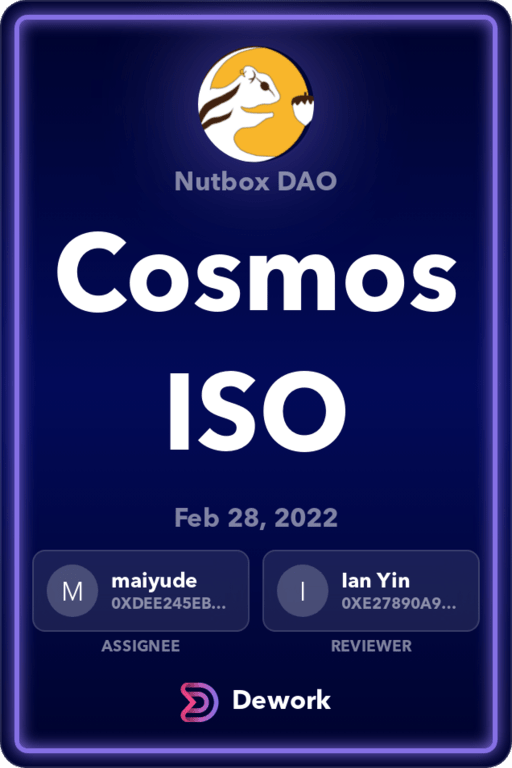 Nutbox DAO
Cosmos
ISO
Feb 28, 2022
M maiyude
0XDEE245EB...
ASSIGNEE
I Ian Yin
0XE27890A9...
REVIEWER
Dework